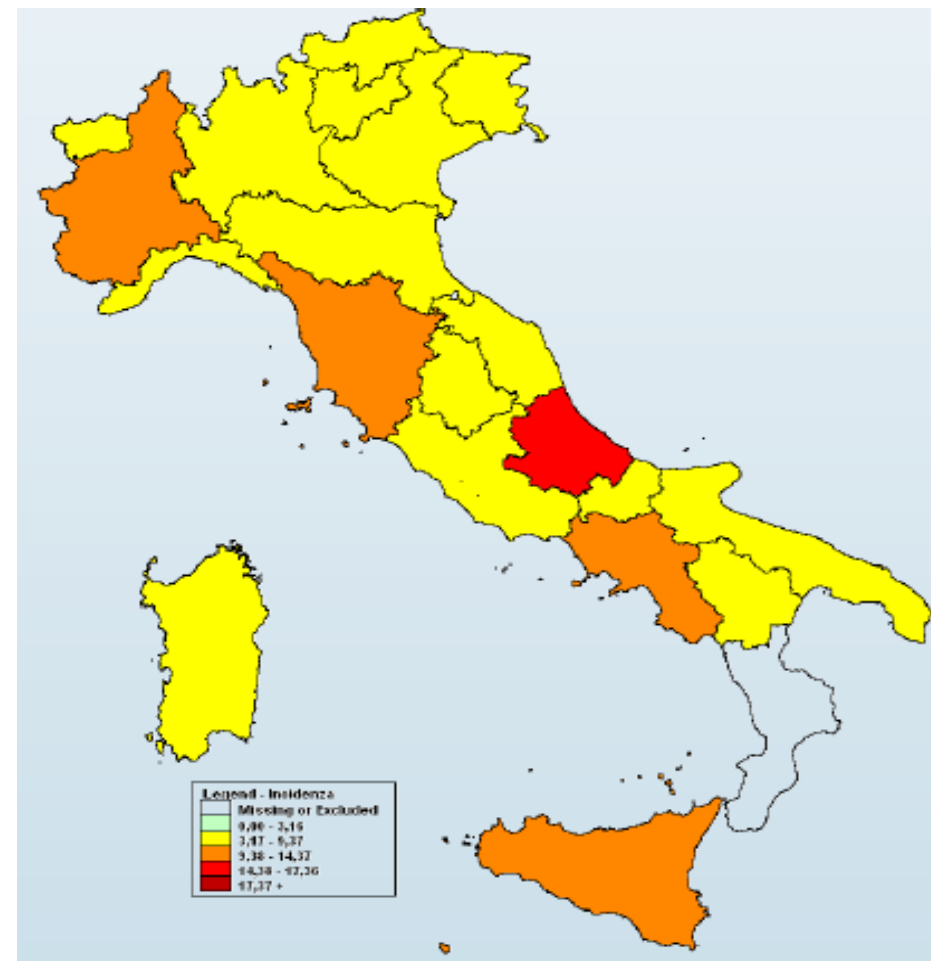 Legend - Incidenza
Missing or Excluded
0,00 - 3,16
3,17 - 9,37
9,38 - 14,37
14,38 - 17,36
17,37 +